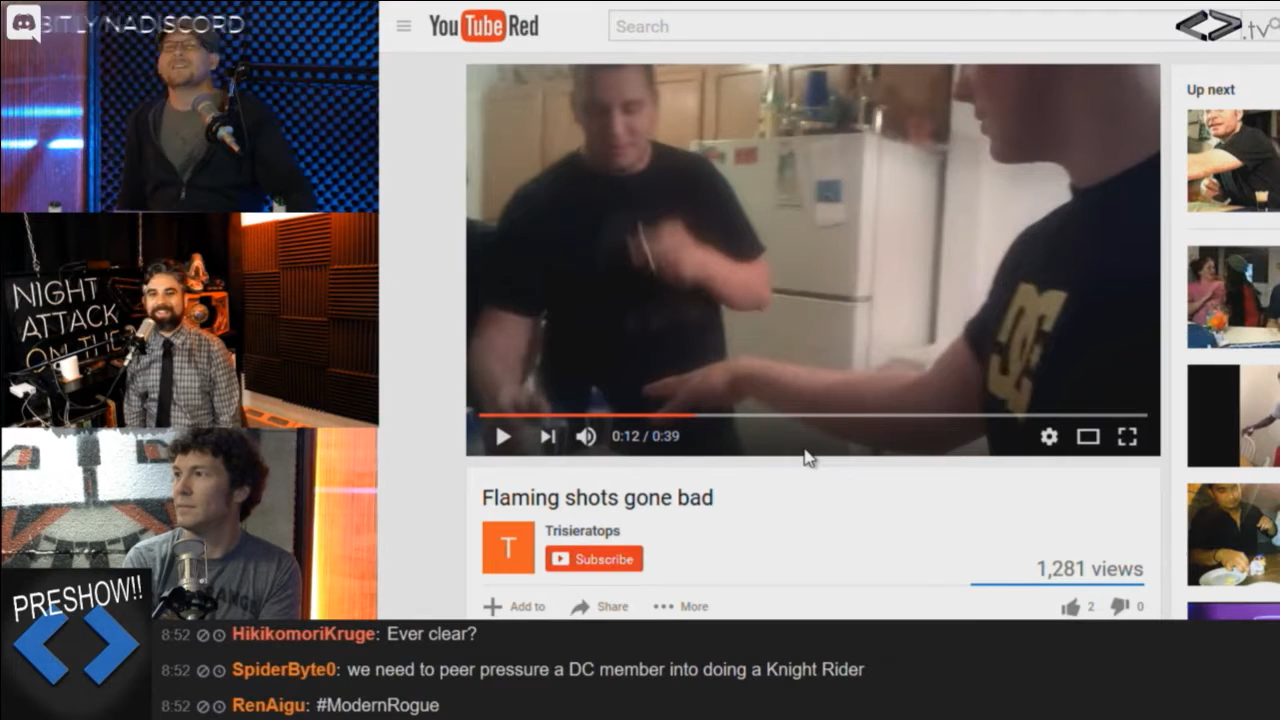 BIT.LY/NADISCORD
YouTube Red
Search
<>.tv
Up next
NIGHT
ATTACK
ON THE
0:12 / 0:39
Flaming shots gone bad
T
Trisieratops
Subscribe
1,281 views
Add to
Share
More
2
0
PRESHOW!!
8:52 HikikomoriKruge: Ever clear?
8:52 SpiderByte0: we need to peer pressure a DC member into doing a Knight Rider
8:52 RenAigu: #ModernRogue